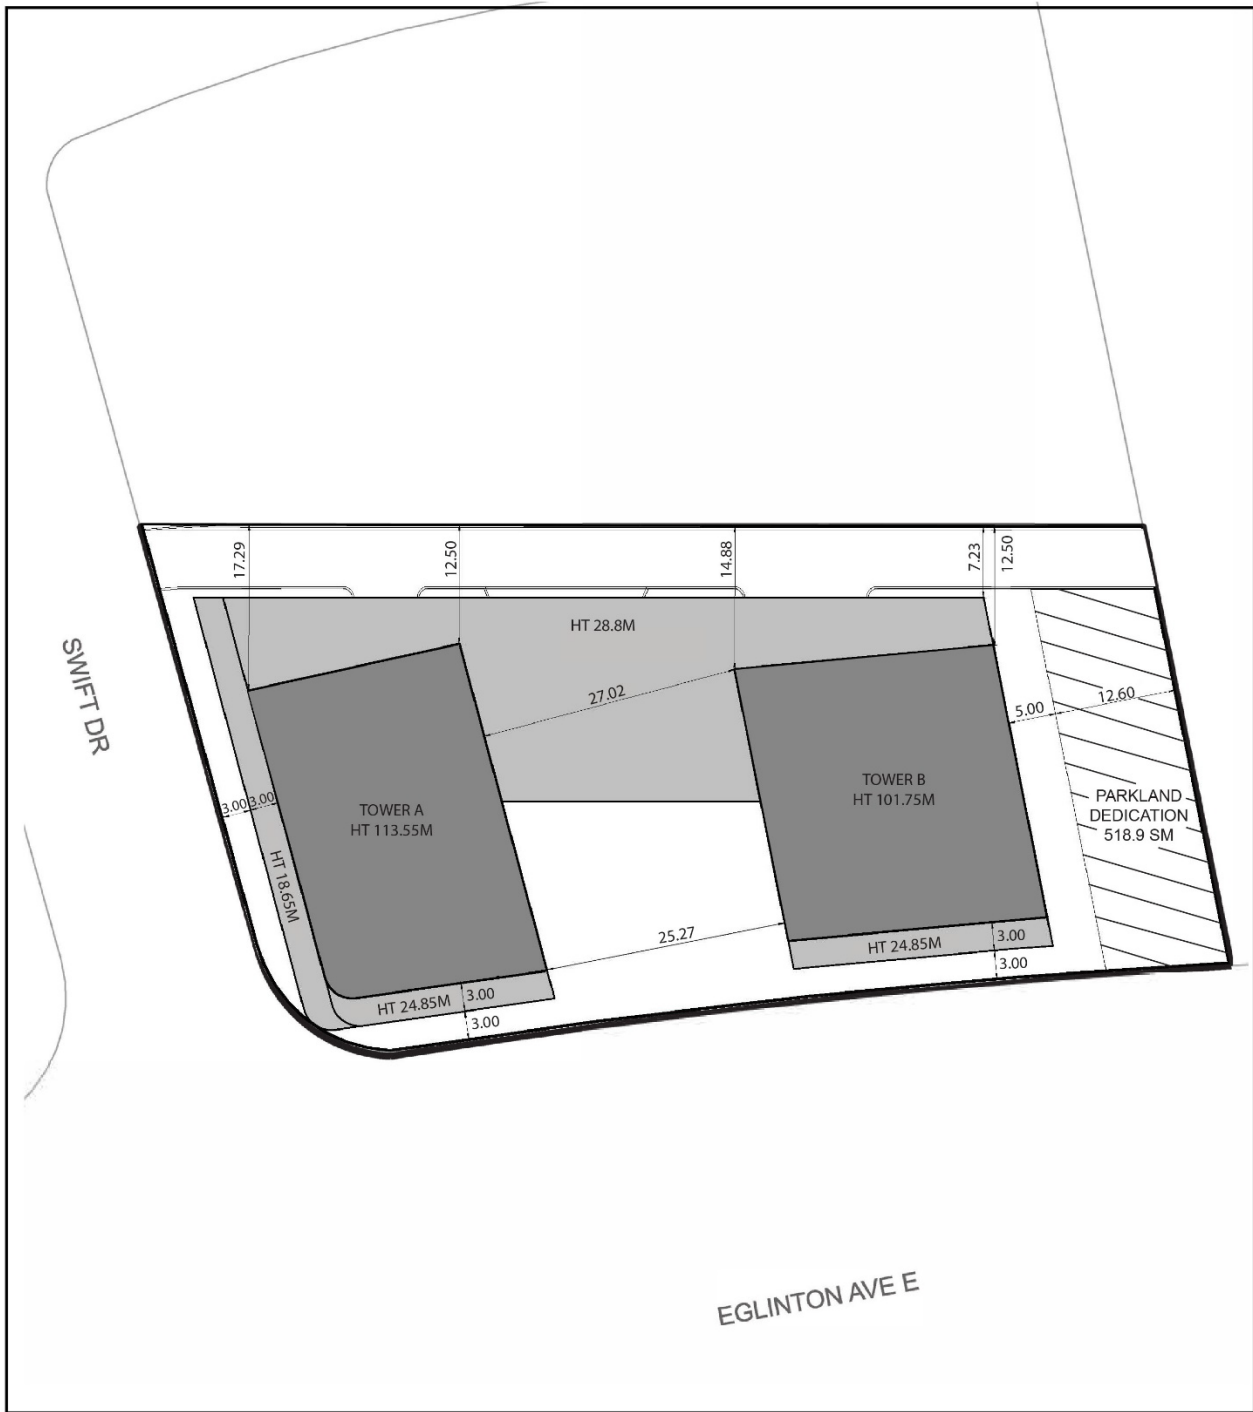 17.29
12.50
14.88
7.23
12.50
HT 28.8M
SWIFT DR
27.02
12.60
5.00
TOWER A
HT 113.55M
TOWER B
HT 101.75M
PARKLAND
DEDICATION
518.9 SM
3.00
3.00
HT 18.65M
25.27
HT 24.85M
3.00
3.00
HT 24.85M
3.00
3.00
EGLINTON AVE E